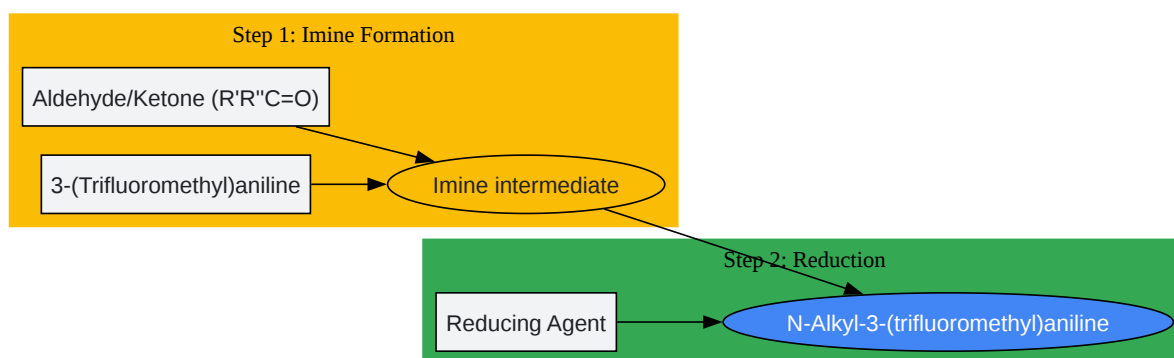 Step 1: Imine Formation
Aldehyde/Ketone (R'R"C=O)
3-(Trifluoromethyl)aniline
Imine intermediate
Step 2: Reduction
Reducing Agent
N-Alkyl-3-(trifluoromethyl)aniline